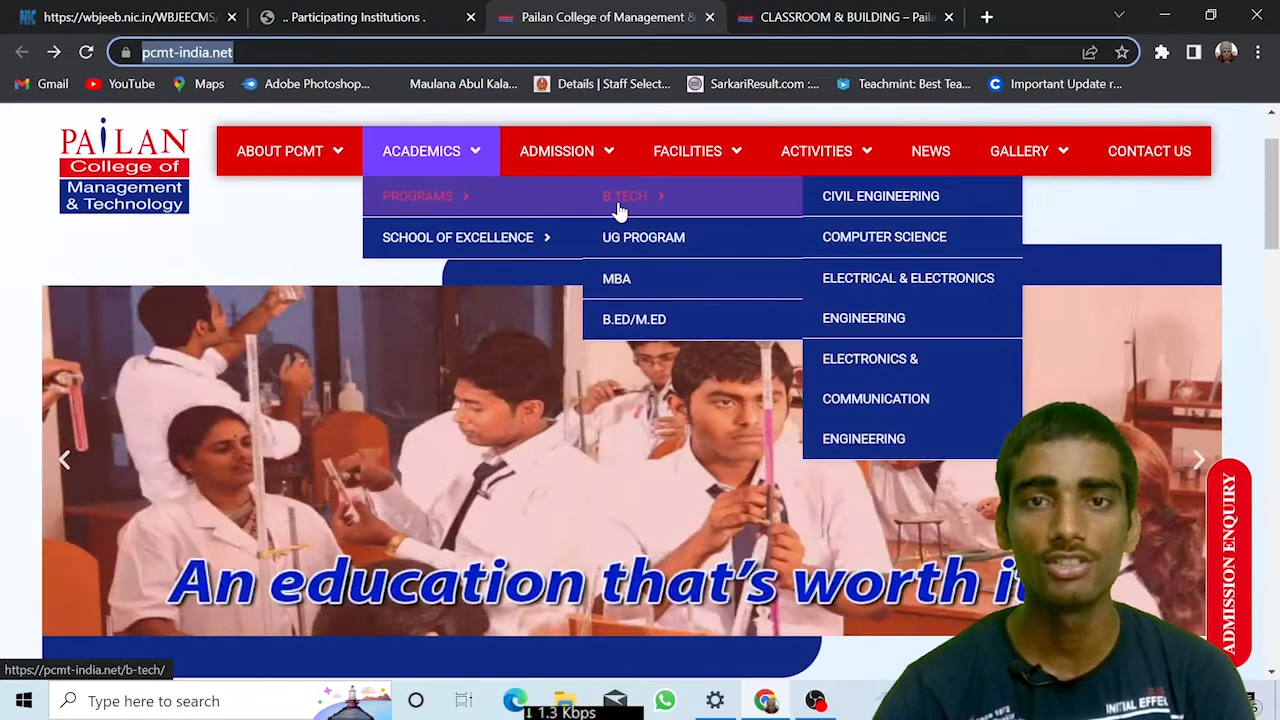 https://wbjeeb.nic.in/WBJEECMS/
.. Participating Institutions .
Pailan College of Management &
CLASSROOM & BUILDING – Paila
pcmt-india.net
Gmail
YouTube
Maps
Adobe Photoshop...
Maulana Abul Kala...
Details | Staff Select...
SarkariResult.com :...
Teachmint: Best Tea...
Important Update r...
PAiLAN
College of
Management
& Technology
ABOUT PCMT
ACADEMICS
ADMISSION
FACILITIES
ACTIVITIES
NEWS
GALLERY
CONTACT US
PROGRAMS
SCHOOL OF EXCELLENCE
B.TECH
UG PROGRAM
MBA
B.ED/M.ED
CIVIL ENGINEERING
COMPUTER SCIENCE
ELECTRICAL & ELECTRONICS
ENGINEERING
ELECTRONICS &
COMMUNICATION
ENGINEERING
An education that's worth it
ADMISSION ENQUIRY
https://pcmt-india.net/b-tech/
Type here to search
1.3 Kbps
INITIAL EFFEC